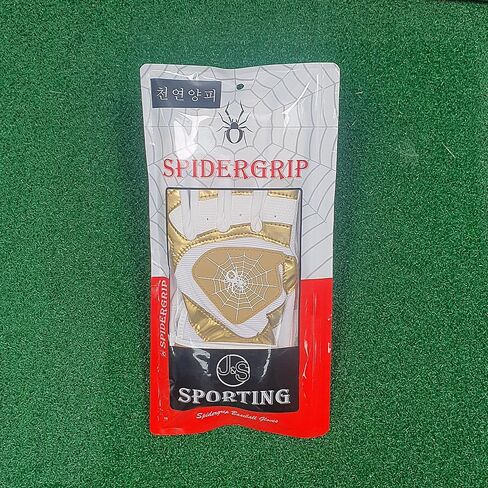 천연양피
SPIDERGRIP
SPIDERGRIP
J&S
SPORTING
Spidergrip Baseball Gloves